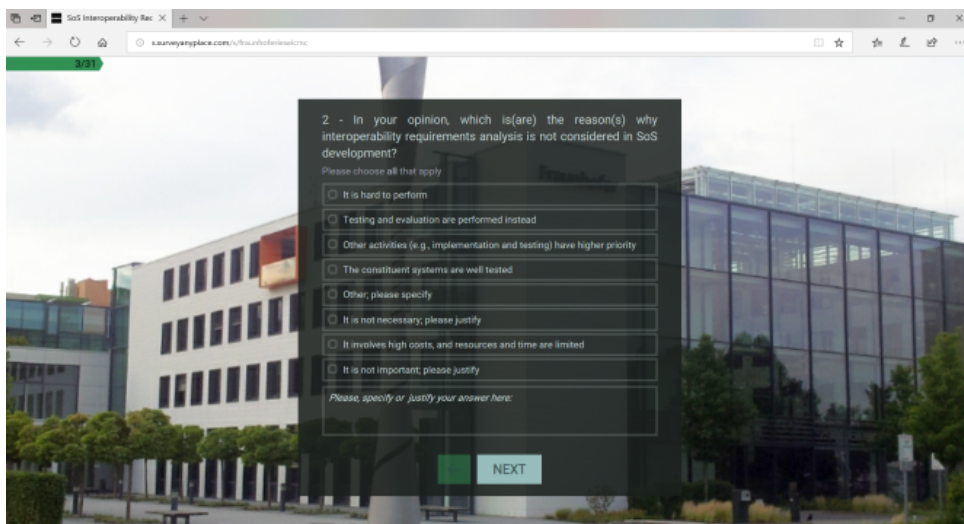 SoS Interoperability Rec
s.surveyanyplace.com/s/fraunhoferiesekcmc
3/31
2 - In your opinion, which is(are) the reason(s) why
interoperability requirements analysis is not considered in SoS
development?
Please choose all that apply
It is hard to perform
Testing and evaluation are performed instead
Other activities (e.g., implementation and testing) have higher priority
The constituent systems are well tested
Other; please specify
It is not necessary; please justify
It involves high costs, and resources and time are limited
It is not important; please justify
Please, specify or justify your answer here:
NEXT